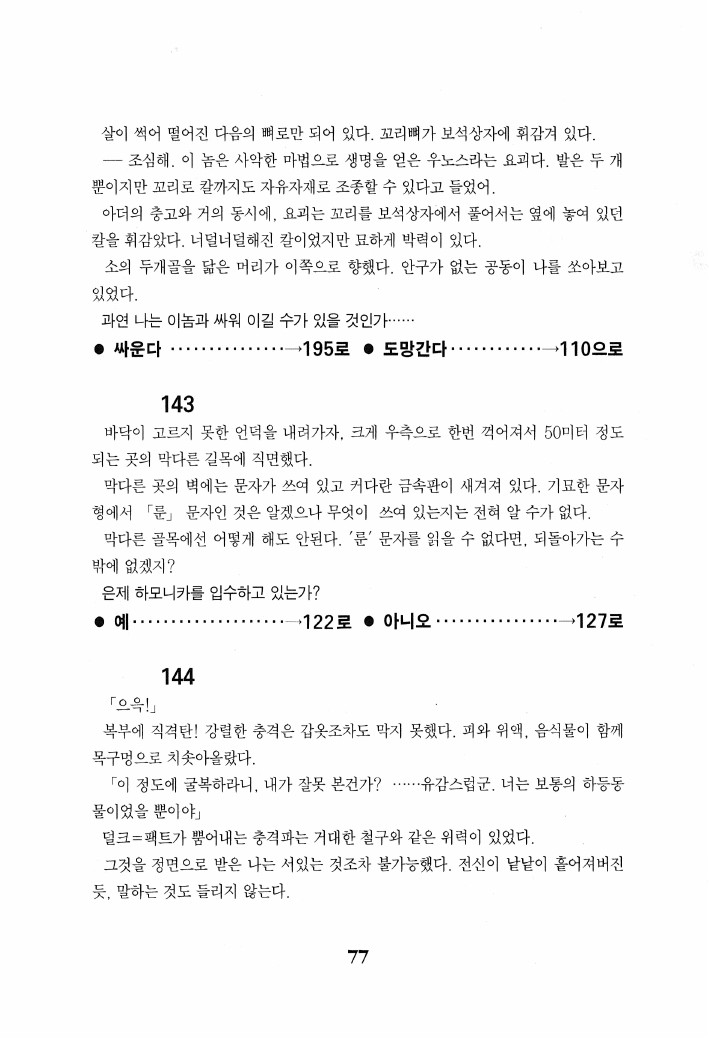 살이 썩어 떨어진 다음의 뼈로만 되어 있다. 꼬리뼈가 보석상자에 휘감겨 있다.
── 조심해. 이 놈은 사악한 마법으로 생명을 얻은 우노스라는 요괴다. 발은 두 개
뿐이지만 꼬리로 칼까지도 자유자재로 조종할 수 있다고 들었어.
아더의 충고와 거의 동시에, 요괴는 꼬리를 보석상자에서 풀어서는 옆에 놓여 있던
칼을 휘감았다. 너덜너덜해진 칼이었지만 묘하게 박력이 있다.
소의 두개골을 닮은 머리가 이쪽으로 향했다. 안구가 없는 공동이 나를 쏘아보고
있었다.
과연 나는 이놈과 싸워 이길 수가 있을 것인가……
● 싸운다 ···············→195로 ● 도망간다············→110으로
143
바닥이 고르지 못한 언덕을 내려가자, 크게 우측으로 한번 꺽어져서 50미터 정도
되는 곳의 막다른 길목에 직면했다.
막다른 곳의 벽에는 문자가 쓰여 있고 커다란 금속판이 새겨져 있다. 기묘한 문자
형에서 「룬」 문자인 것은 알겠으나 무엇이 쓰여 있는지는 전혀 알 수가 없다.
막다른 골목에선 어떻게 해도 안된다. '룬' 문자를 읽을 수 없다면, 되돌아가는 수
밖에 없겠지?
은제 하모니카를 입수하고 있는가?
● 예····················→122로 ● 아니오················→127로
144
「으윽!」
복부에 직격탄! 강렬한 충격은 갑옷조차도 막지 못했다. 피와 위액, 음식물이 함께
목구멍으로 치솟아올랐다.
「이 정도에 굴복하라니, 내가 잘못 본건가? ……유감스럽군. 너는 보통의 하등동
물이었을 뿐이야」
덜크=팩트가 뿜어내는 충격파는 거대한 철구와 같은 위력이 있었다.
그것을 정면으로 받은 나는 서있는 것조차 불가능했다. 전신이 낱낱이 흩어져버진
듯, 말하는 것도 들리지 않는다.
77